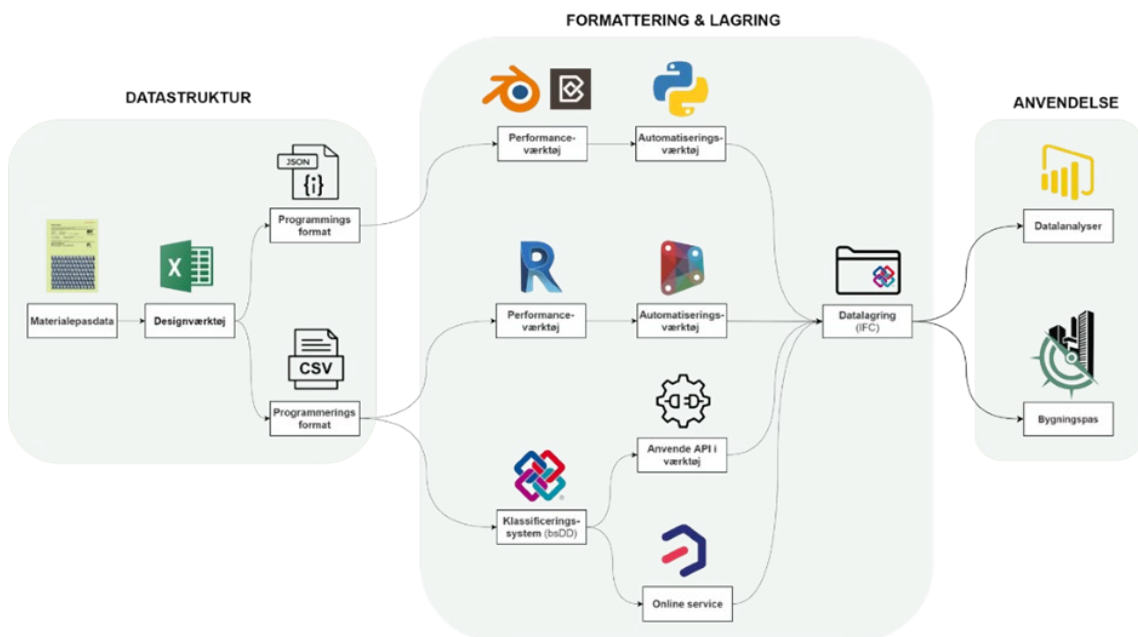 FORMATTERING & LAGRING
DATASTRUKTUR
ANVENDELSE
JSON
{i}
Programmings
format
Materialepasdata
X
Designværktøj
CSV
Programmerings
format
Performance-
værktøj
Automatiserings-
værktøj
R
Performance-
værktøj
Automatiserings-
værktøj
Anvende API i
værktøj
Klassificerings-
system (bsDD)
Online service
Datalagring
(IFC)
Datalanalyser
Bygningspas